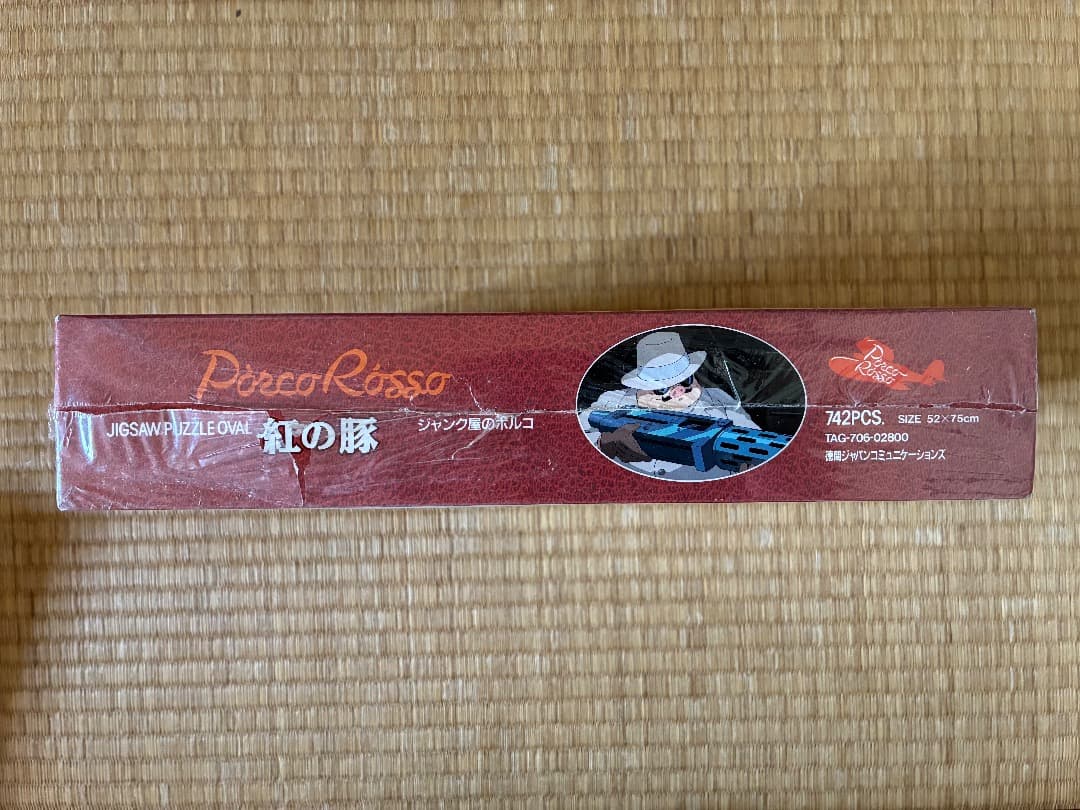 Porco Rosso
JIGSAW PUZZLE OVAL
紅の豚
ジャンク屋のポルコ
Porco
Rosso
742PCS. SIZE 52×75cm
TAG-706-02800
徳間ジャパンコミュニケーションズ